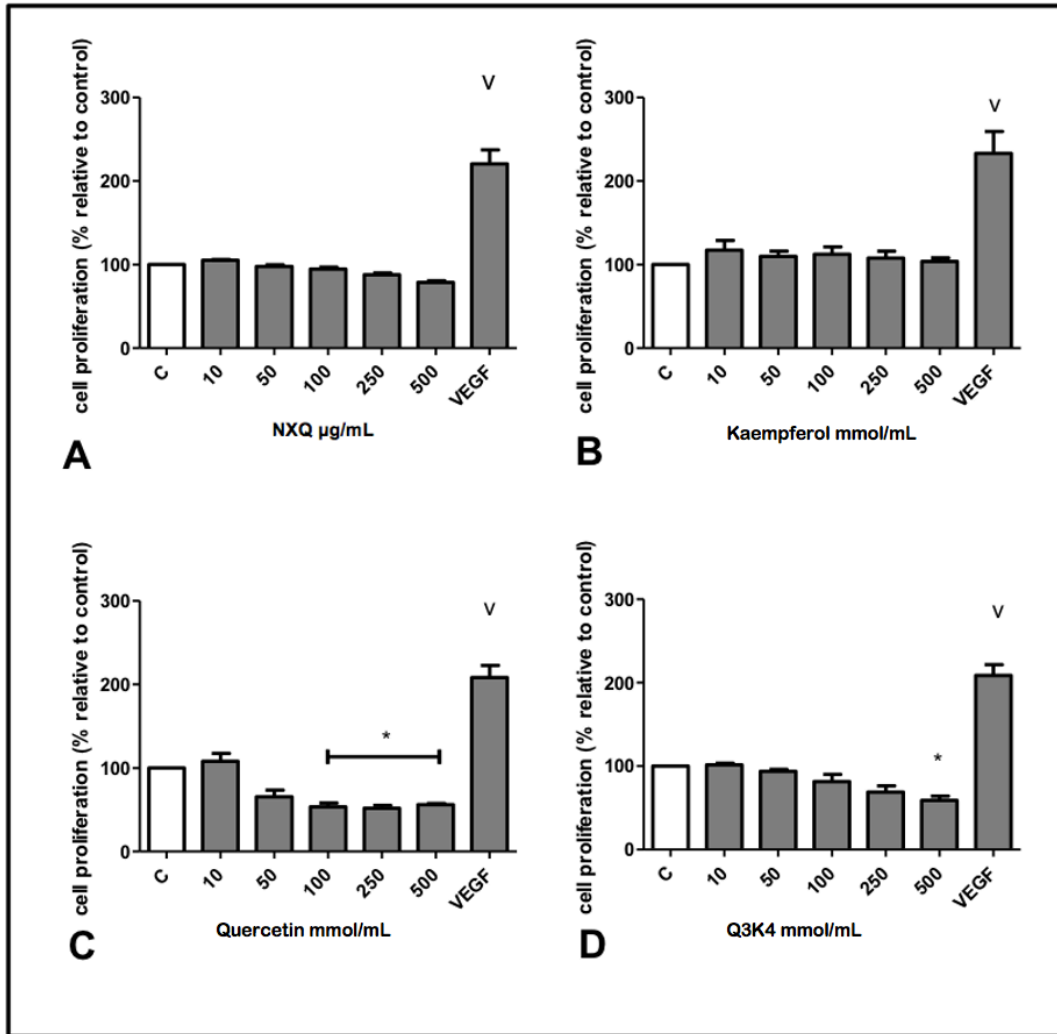 cell proliferation (% relative to control)
V
300
200
100
0
C
10
50
100
250
500
VEGF
NXQ µg/mL
A
cell proliferation (% relative to control)
V
300
200
100
0
C
10
50
100
250
500
VEGF
Kaempferol mmol/mL
B
cell proliferation (% relative to control)
V
300
200
*
100
0
C
10
50
100
250
500
VEGF
Quercetin mmol/mL
C
cell proliferation (% relative to control)
V
300
200
*
100
0
C
10
50
100
250
500
VEGF
Q3K4 mmol/mL
D